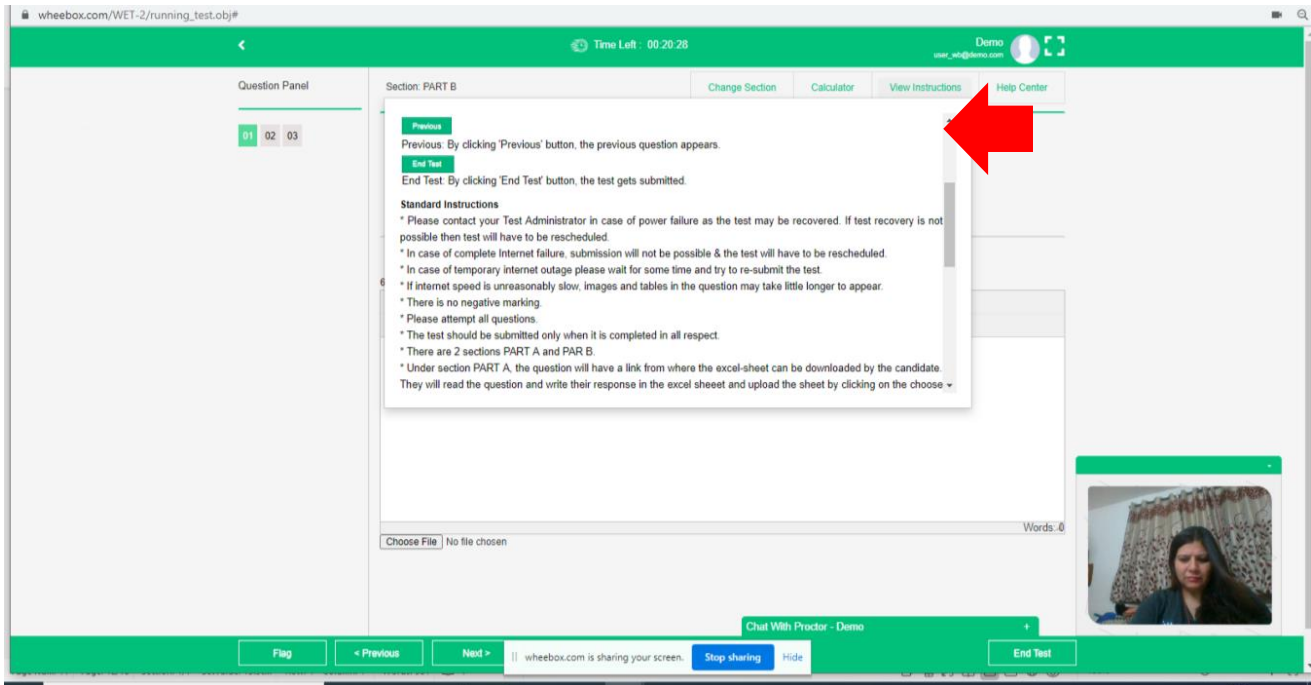 wheebox.com/WET-2/running_test.obj#
Time Left : 00:20:28
Demo
user_wb@demo.com
Question Panel
Section: PART B
Change Section
Calculator
View Instructions
Help Center
01 02 03
Previous
Previous: By clicking 'Previous' button, the previous question appears.
End Test
End Test: By clicking 'End Test' button, the test gets submitted.
Standard Instructions
* Please contact your Test Administrator in case of power failure as the test may be recovered. If test recovery is not
possible then test will have to be rescheduled.
* In case of complete Internet failure, submission will not be possible & the test will have to be rescheduled.
* In case of temporary internet outage please wait for some time and try to re-submit the test.
* If internet speed is unreasonably slow, images and tables in the question may take little longer to appear.
* There is no negative marking.
* Please attempt all questions.
* The test should be submitted only when it is completed in all respect.
* There are 2 sections PART A and PAR B.
* Under section PART A, the question will have a link from where the excel-sheet can be downloaded by the candidate.
They will read the question and write their response in the excel sheeet and upload the sheet by clicking on the choose
6
Words:-0
Choose File No file chosen
Chat With Proctor - Demo +
Flag
< Previous
Next >
|| wheebox.com is sharing your screen.
Stop sharing
Hide
End Test